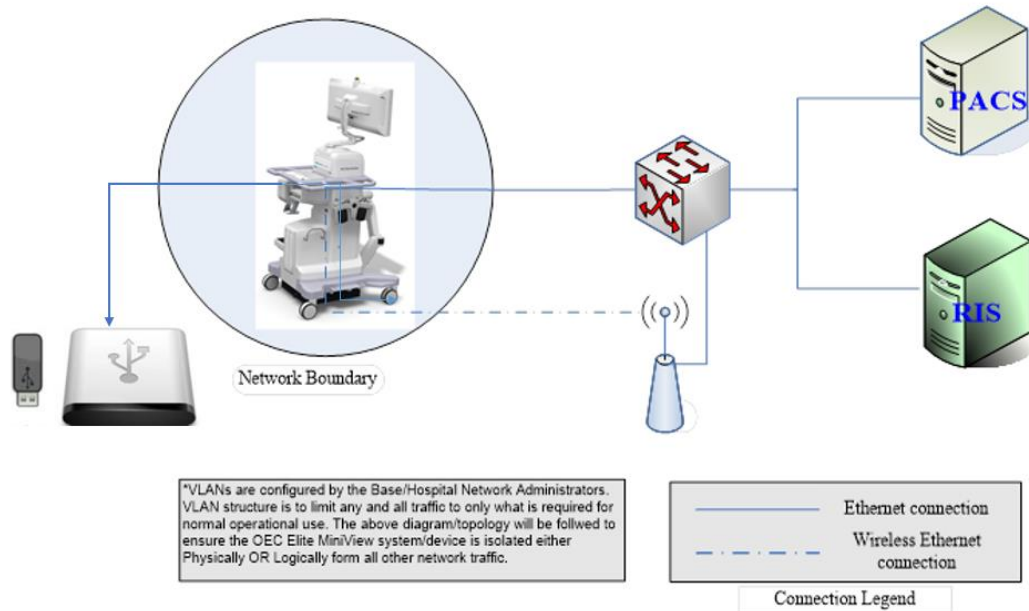 PACS
RIS
Network Boundary
*VLANs are configured by the Base/Hospital Network Administrators.
VLAN structure is to limit any and all traffic to only what is required for
normal operational use. The above diagram/topology will be follwed to
ensure the OEC Elite MiniView system/device is isolated either
Physically OR Logically form all other network traffic.
Ethernet connection
Wireless Ethernet
connection
Connection Legend